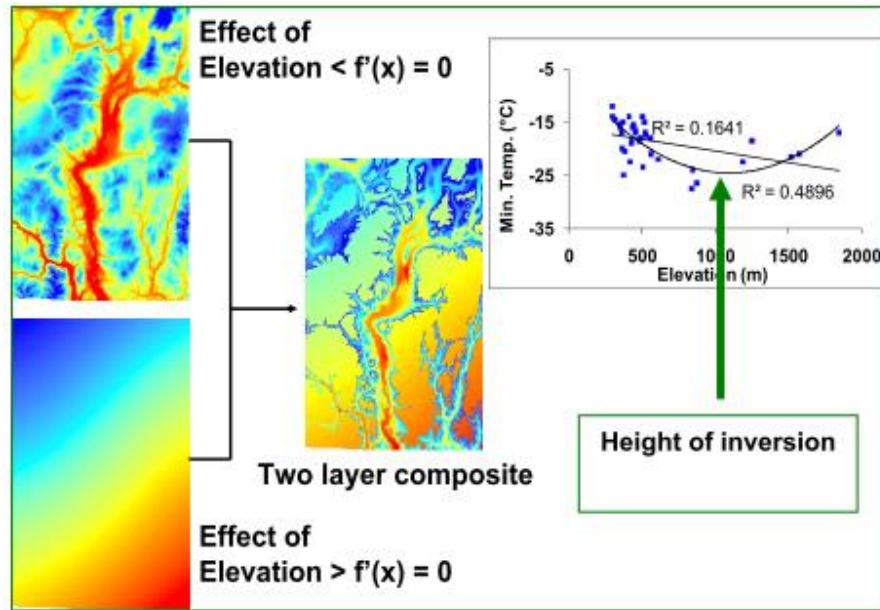 Effect of
Elevation < f'(x) = 0
-5
-15
-25
-35
Min. Temp. (°C)
R² = 0.1641
R² = 0.4896
0
500
1000
1500
2000
Elevation (m)
Height of inversion
Two layer composite
Effect of
Elevation > f'(x) = 0